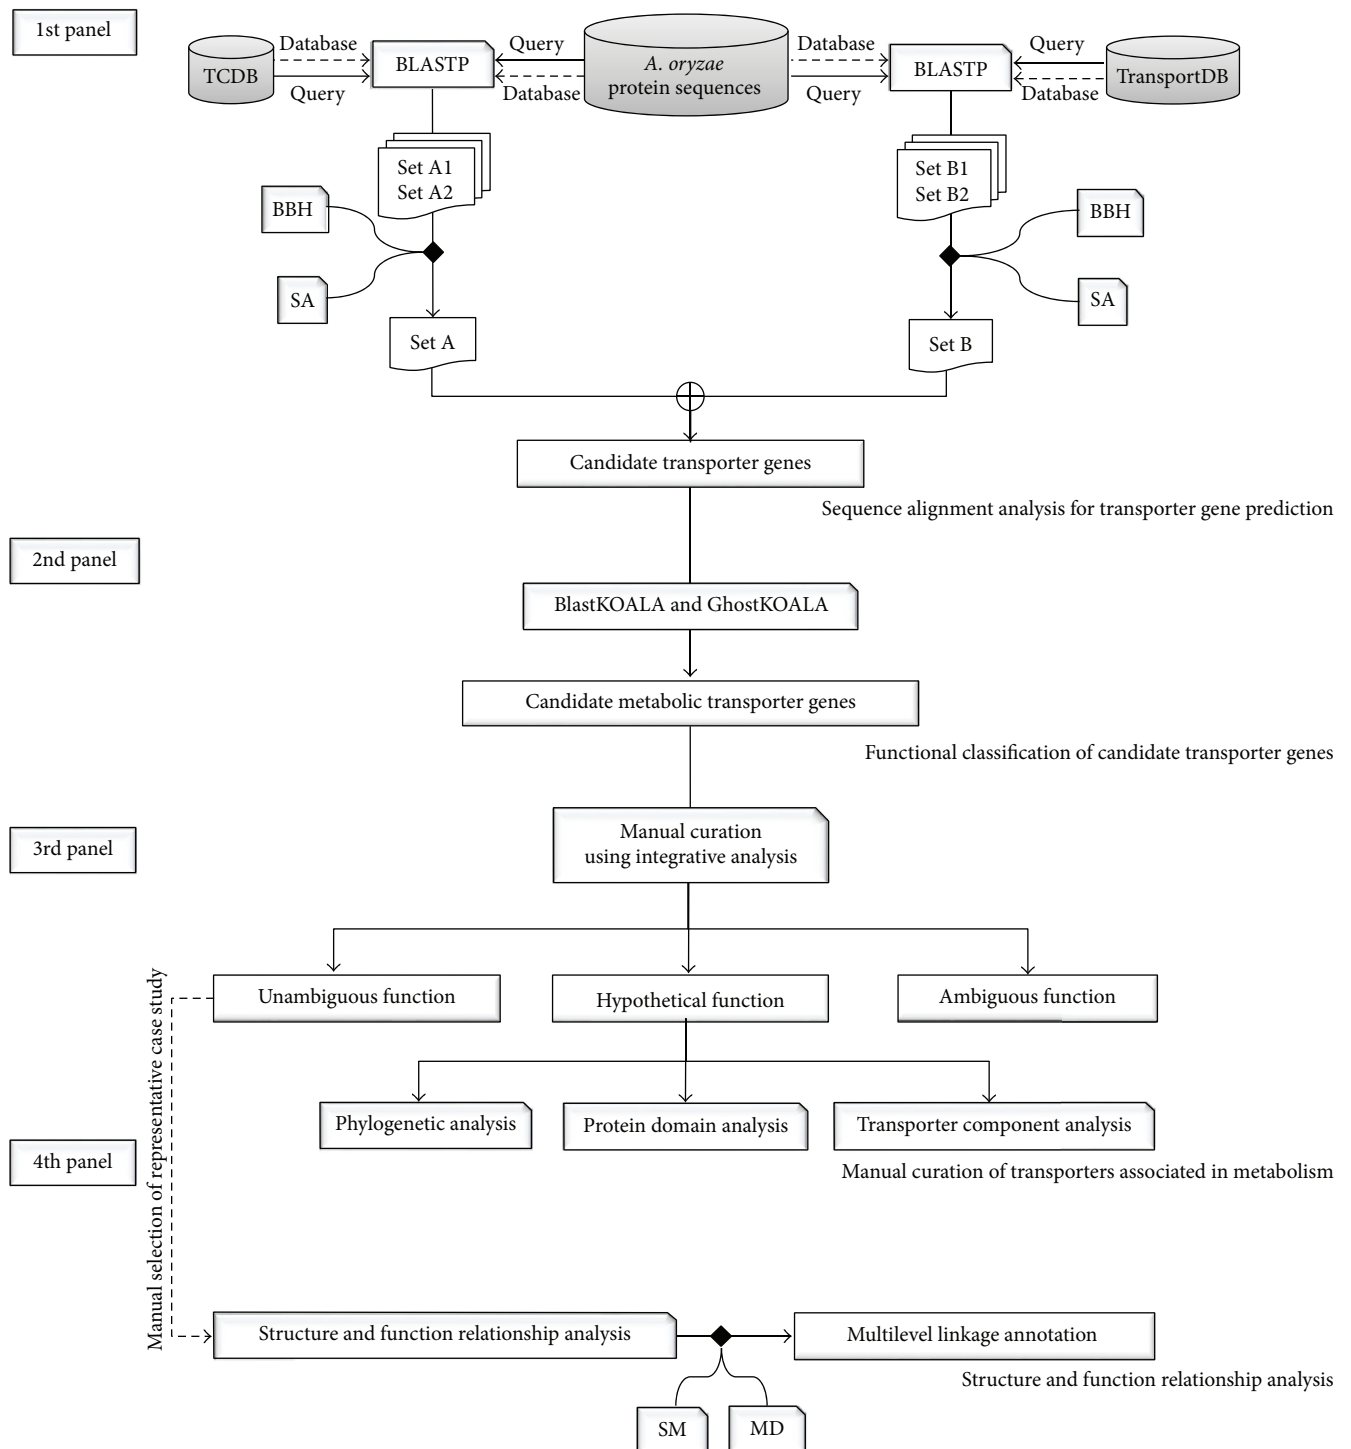 1st panel
TCDB
Database
Query
BLASTP
Query
Database
A. oryzae
protein sequences
Database
Query
BLASTP
Query
Database
TransportDB
Set A1
Set A2
Set B1
Set B2
BBH
SA
BBH
SA
Set A
Set B
Candidate transporter genes
Sequence alignment analysis for transporter gene prediction
2nd panel
BlastKOALA and GhostKOALA
Candidate metabolic transporter genes
Functional classification of candidate transporter genes
3rd panel
Manual curation
using integrative analysis
Unambiguous function
Hypothetical function
Ambiguous function
Phylogenetic analysis
Protein domain analysis
Transporter component analysis
Manual curation of transporters associated in metabolism
4th panel
Manual selection of representative case study
Structure and function relationship analysis
Multilevel linkage annotation
Structure and function relationship analysis
SM
MD